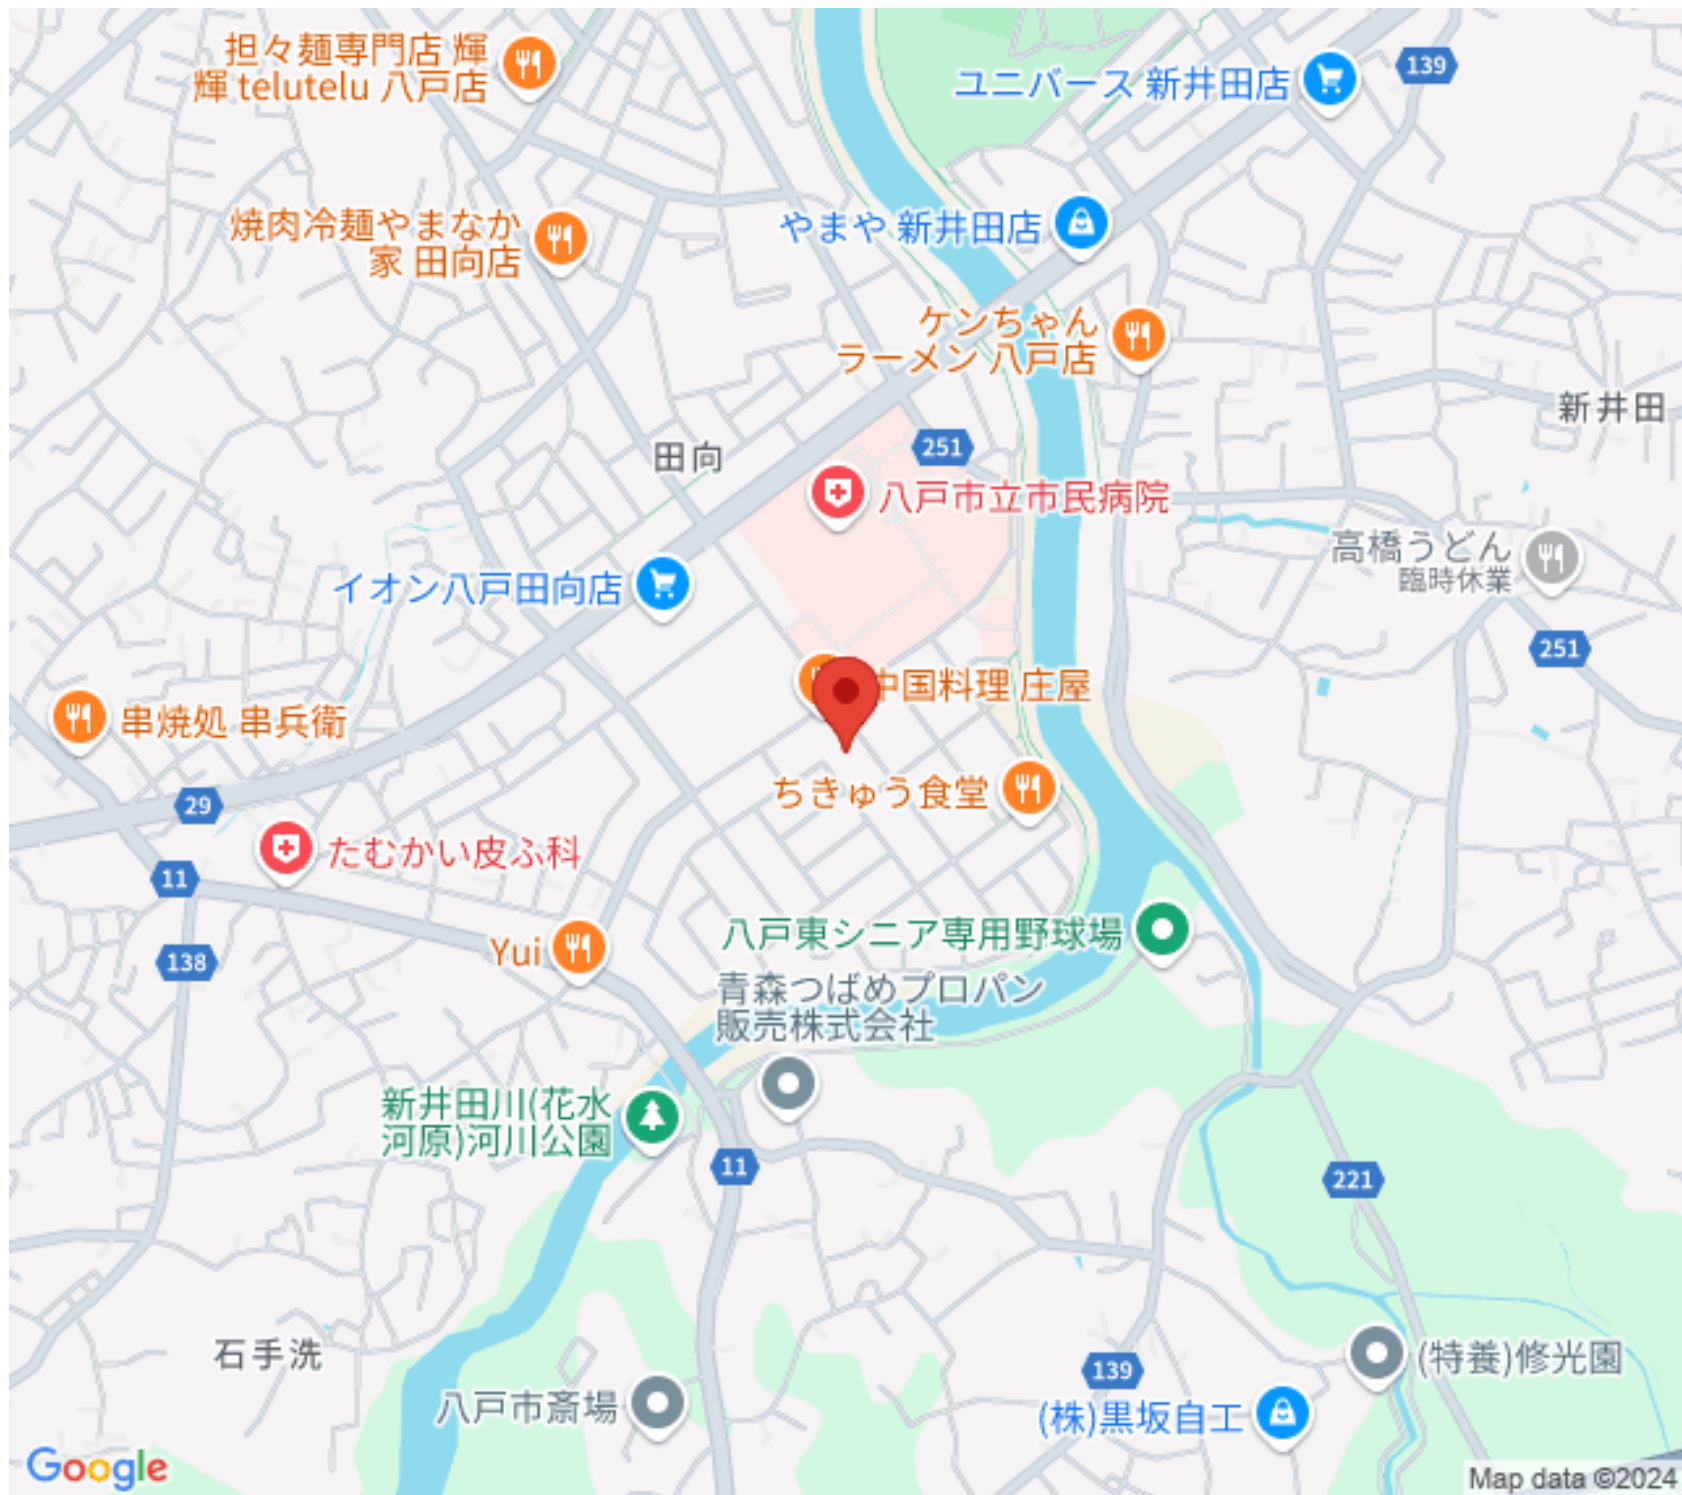 担々麺専門店 輝
輝 telutelu 八戸店
ユニバース 新井田店
139
焼肉冷麺やまなか
家 田向店
やまや 新井田店
ケンちゃん
ラーメン 八戸店
新井田
田向
251
八戸市立市民病院
高橋うどん
臨時休業
イオン八戸田向店
251
中国料理 庄屋
串焼処 串兵衛
ちきゅう食堂
29
たむかい皮ふ科
11
138
Yui
八戸東シニア専用野球場
青森つばめプロパン
販売株式会社
新井田川(花水
河原)河川公園
11
221
石手洗
139
(特養)修光園
八戸市斎場
(株)黒坂自工
Google
Map data ©2024